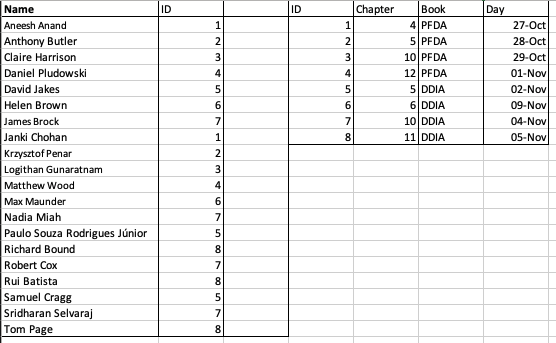 Name ID ID Chapter Book Day
Aneesh Anand 1 1 4 PFDA 27-Oct
Anthony Butler 2 2 5 PFDA 28-Oct
Claire Harrison 3 3 10 PFDA 29-Oct
Daniel Pludowski 4 4 12 PFDA 01-Nov
David Jakes 5 5 5 DDIA 02-Nov
Helen Brown 6 6 6 DDIA 09-Nov
James Brock 7 7 10 DDIA 04-Nov
Janki Chohan 1 8 11 DDIA 05-Nov
Krzysztof Penar 2
Logithan Gunaratnam 3
Matthew Wood 4
Max Maunder 6
Nadia Miah 7
Paulo Souza Rodrigues Júnior 5
Richard Bound 8
Robert Cox 7
Rui Batista 8
Samuel Cragg 5
Sridharan Selvaraj 7
Tom Page 8